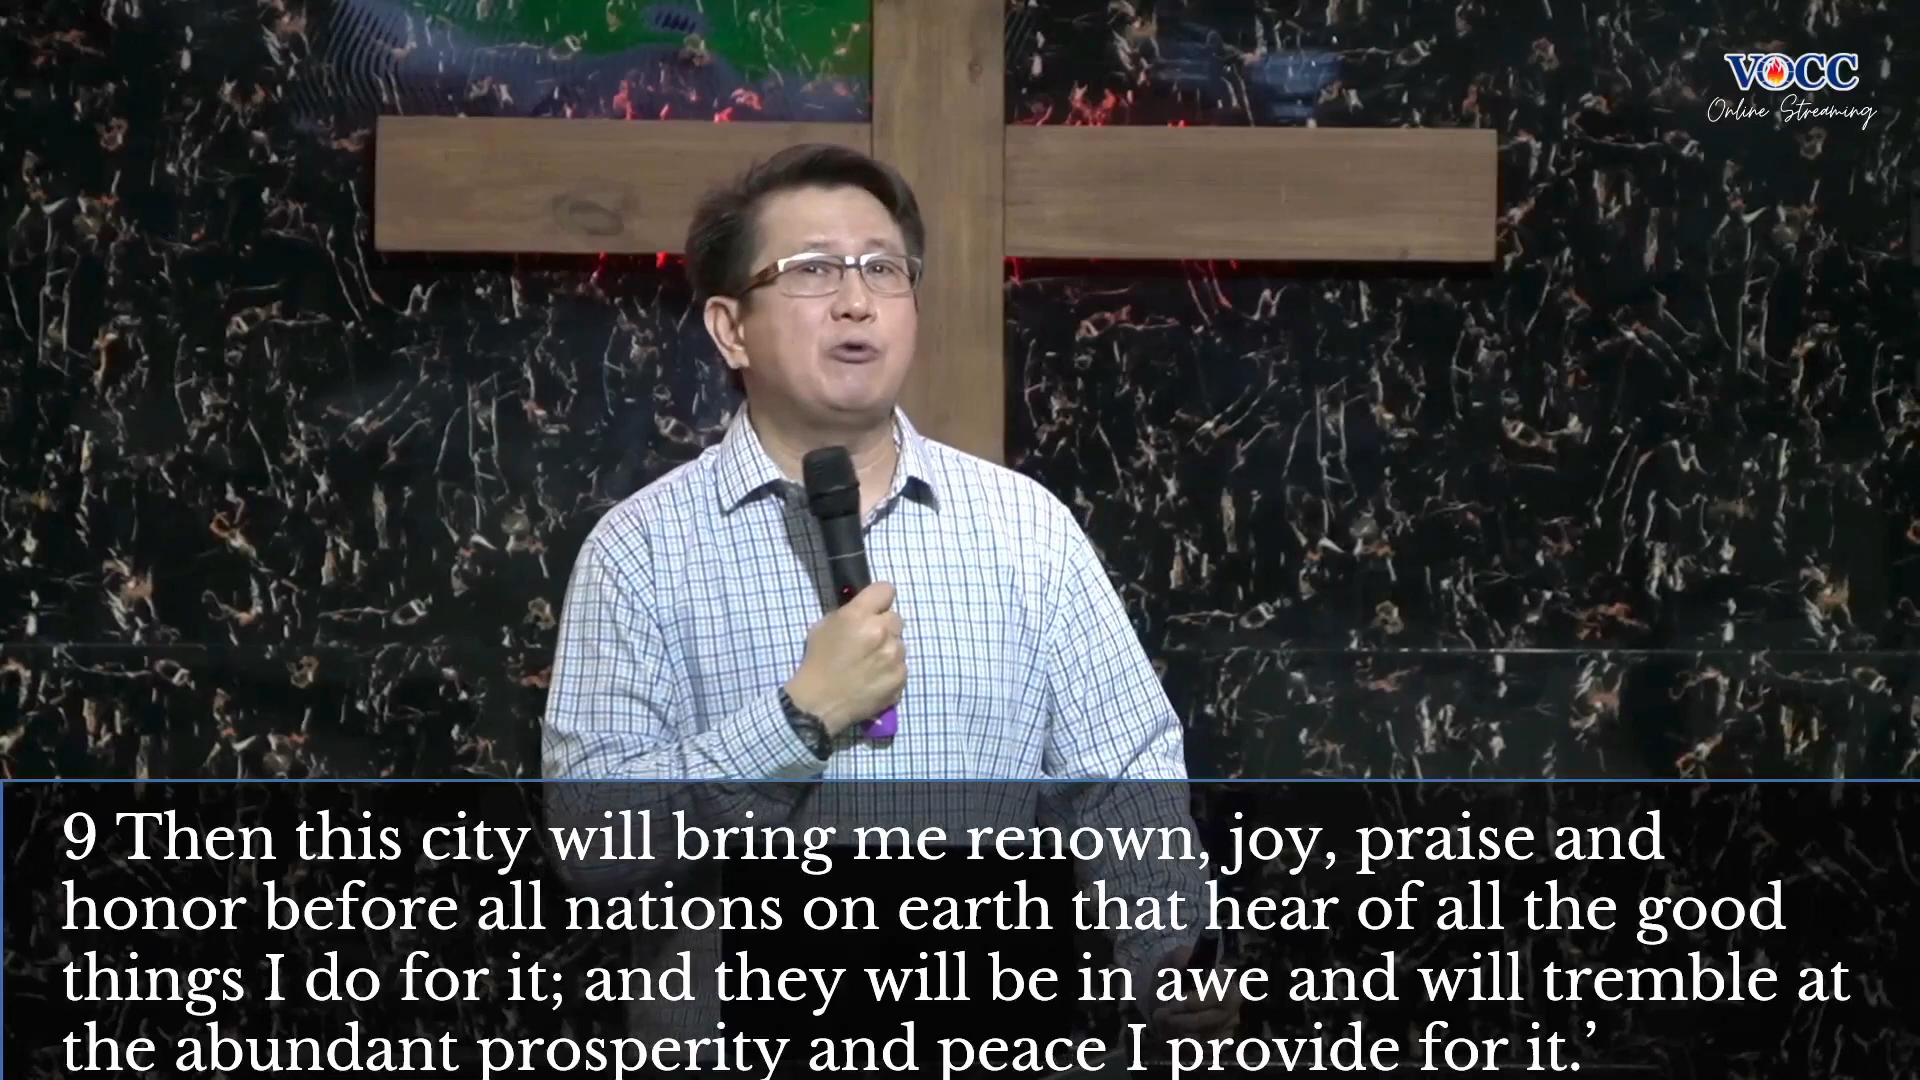 VOCC
Online Streaming
9 Then this city will bring me renown, joy, praise and
honor before all nations on earth that hear of all the good
things I do for it; and they will be in awe and will tremble at
the abundant prosperity and peace I provide for it.’